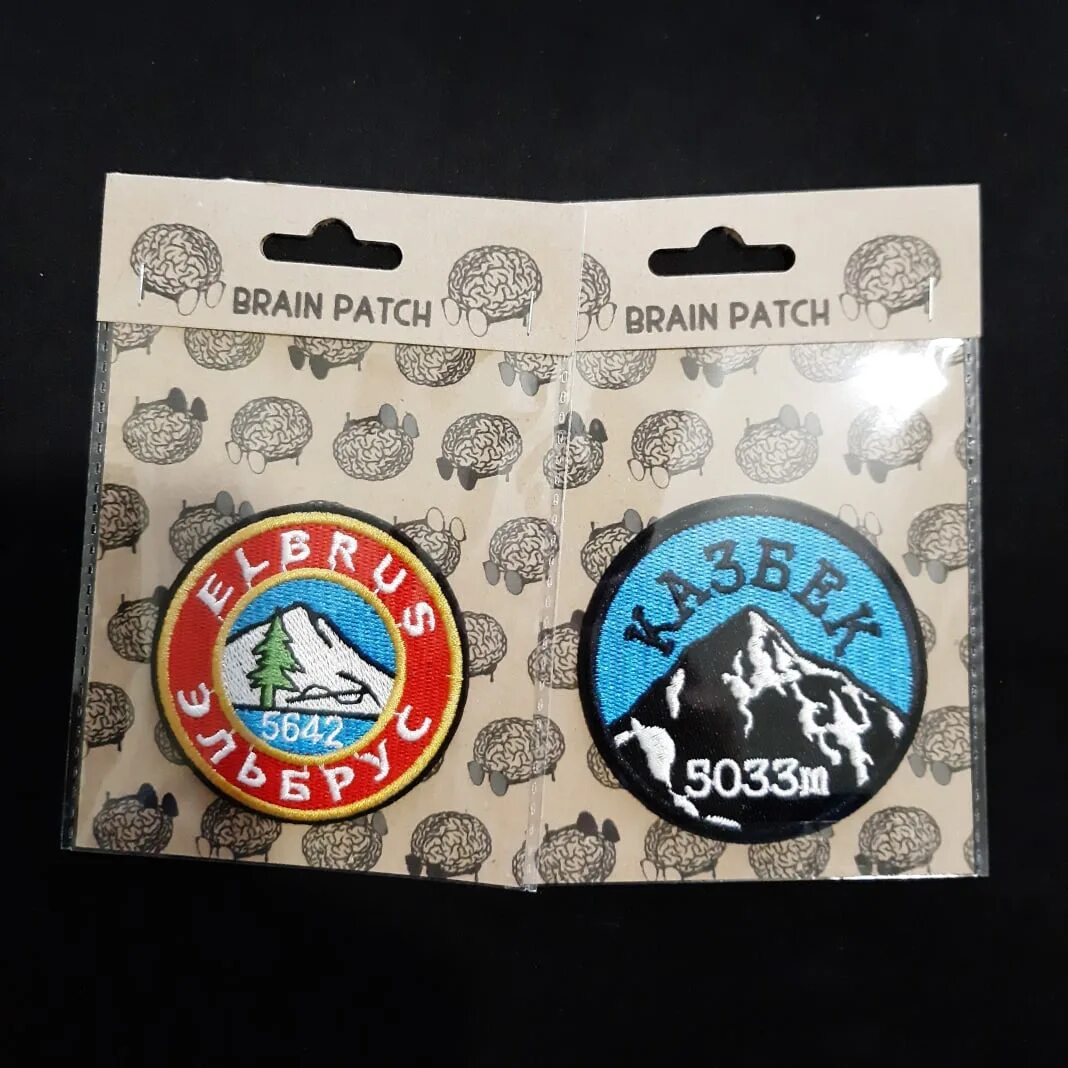 BRAIN PATCH
ELBRUS
5642
ЭЛЬБРУС
BRAIN PATCH
КАЗБЕК
5033m